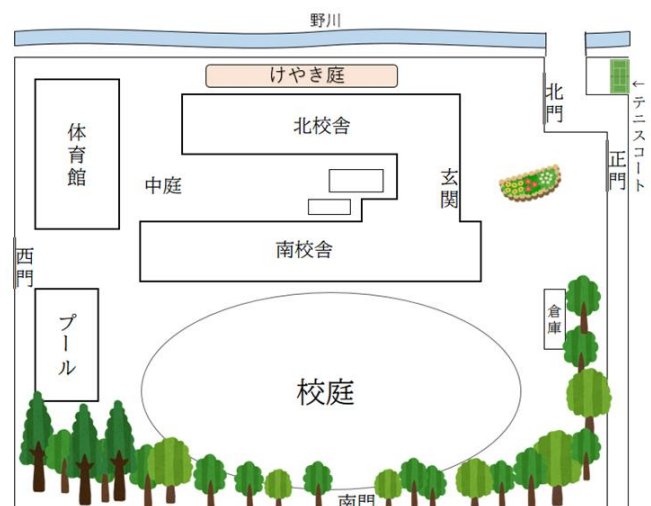 野川
けやき庭
北門
←テニスコート
体育館
北校舎
正門
中庭
玄関
南校舎
西門
倉庫
プール
校庭
南門